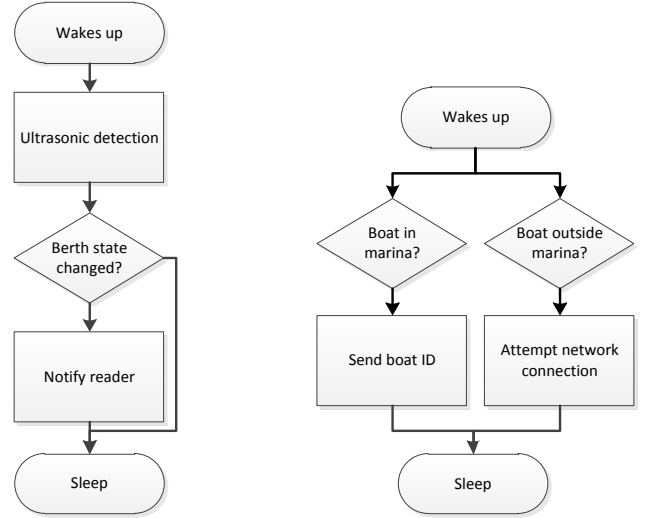 Wakes up
Ultrasonic detection
Berth state
changed?
Notify reader
Sleep
Wakes up
Boat in
marina?
Boat outside
marina?
Send boat ID
Attempt network
connection
Sleep